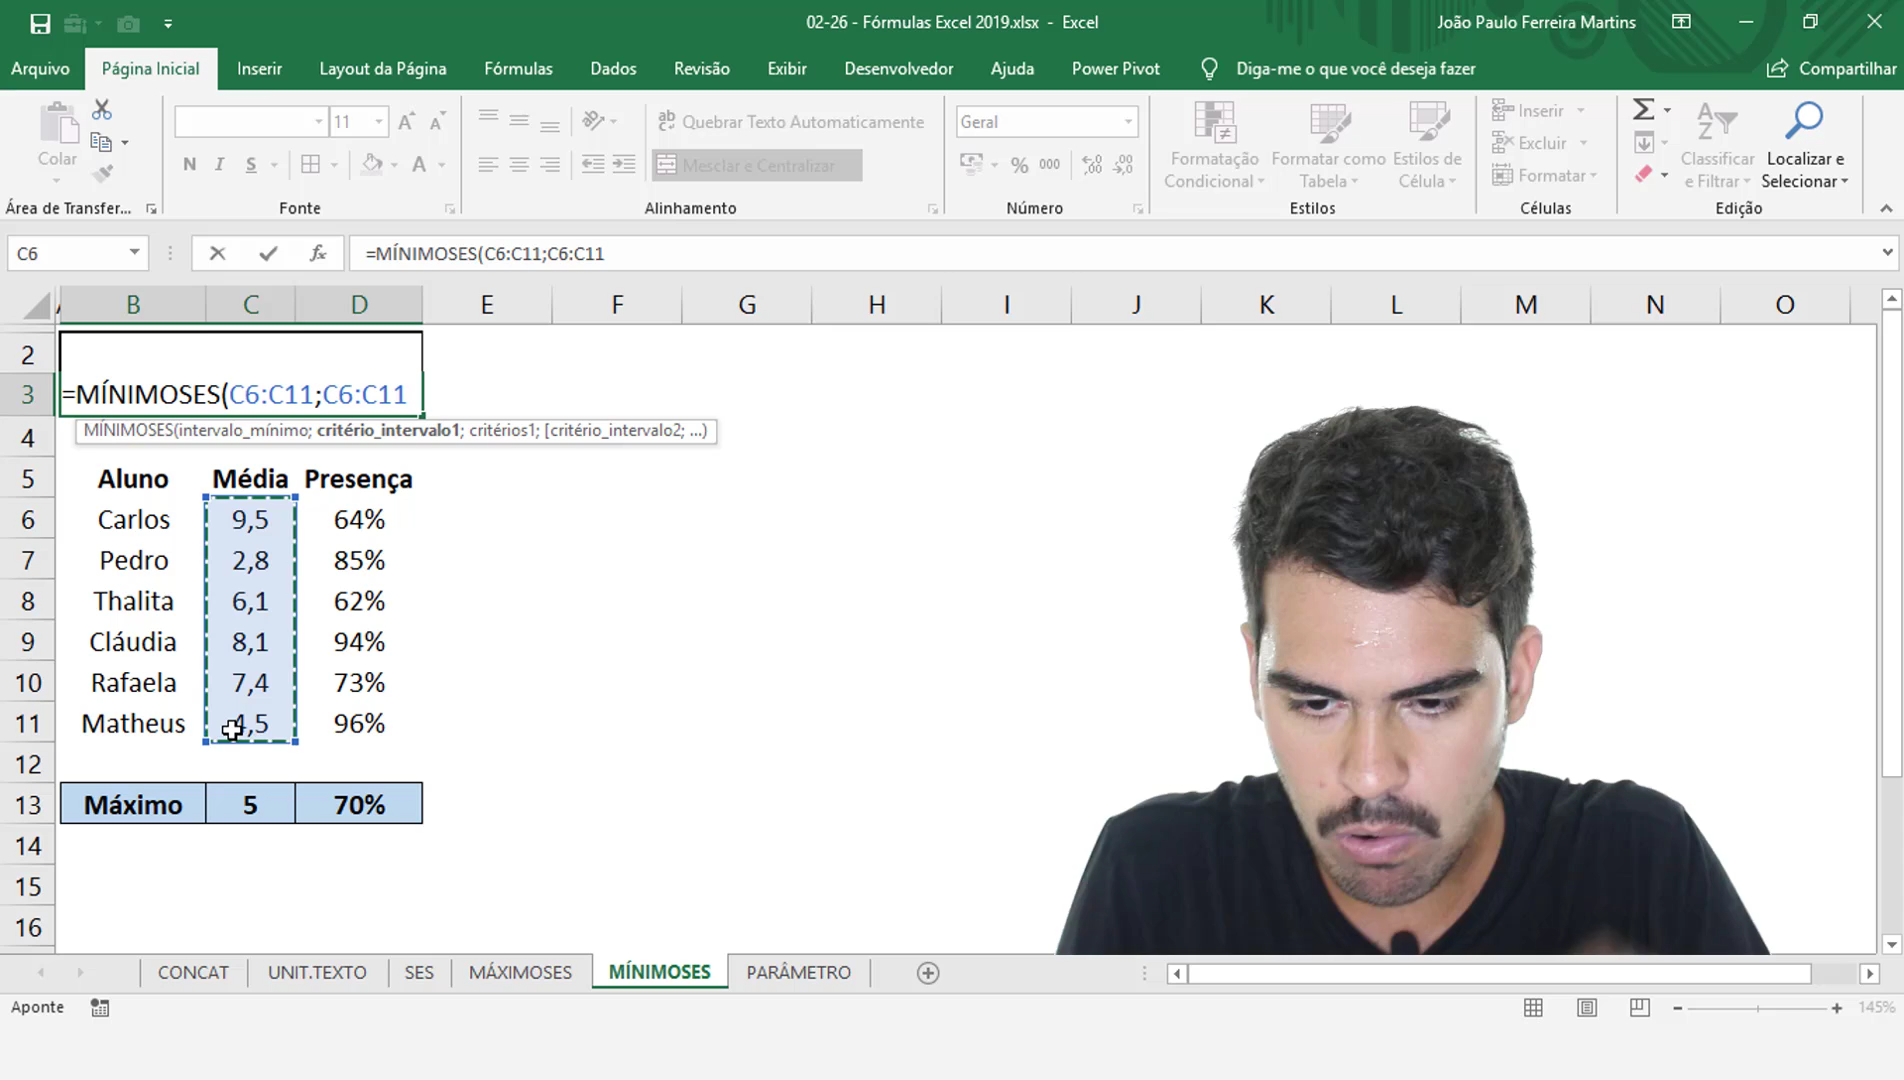 02-26 - Fórmulas Excel 2019.xlsx - Excel
João Paulo Ferreira Martins
Arquivo
Página Inicial
Inserir
Layout da Página
Fórmulas
Dados
Revisão
Exibir
Desenvolvedor
Ajuda
Power Pivot
Diga-me o que você deseja fazer
Compartilhar
Colar
11
N I S
A
Quebrar Texto Automaticamente
Mesclar e Centralizar
Geral
% 000
Formatação Condicional
Formatar como Tabela
Estilos de Célula
Inserir
Excluir
Formatar
Classificar e Filtrar
Localizar e Selecionar
Área de Transfer...
Fonte
Alinhamento
Número
Estilos
Células
Edição
C6
fx
=MÍNIMOSES(C6:C11;C6:C11
B C D E F G H I J K L M N O
2
3 =MÍNIMOSES(C6:C11;C6:C11
MÍNIMOSES(intervalo_mínimo; critério_intervalo1; critérios1; [critério_intervalo2; ...)
4
5 Aluno Média Presença
6 Carlos 9,5 64%
7 Pedro 2,8 85%
8 Thalita 6,1 62%
9 Cláudia 8,1 94%
10 Rafaela 7,4 73%
11 Matheus 4,5 96%
12
13 Máximo 5 70%
14
15
16
CONCAT
UNIT.TEXTO
SES
MÁXIMOSES
MÍNIMOSES
PARÂMETRO
Aponte
145%